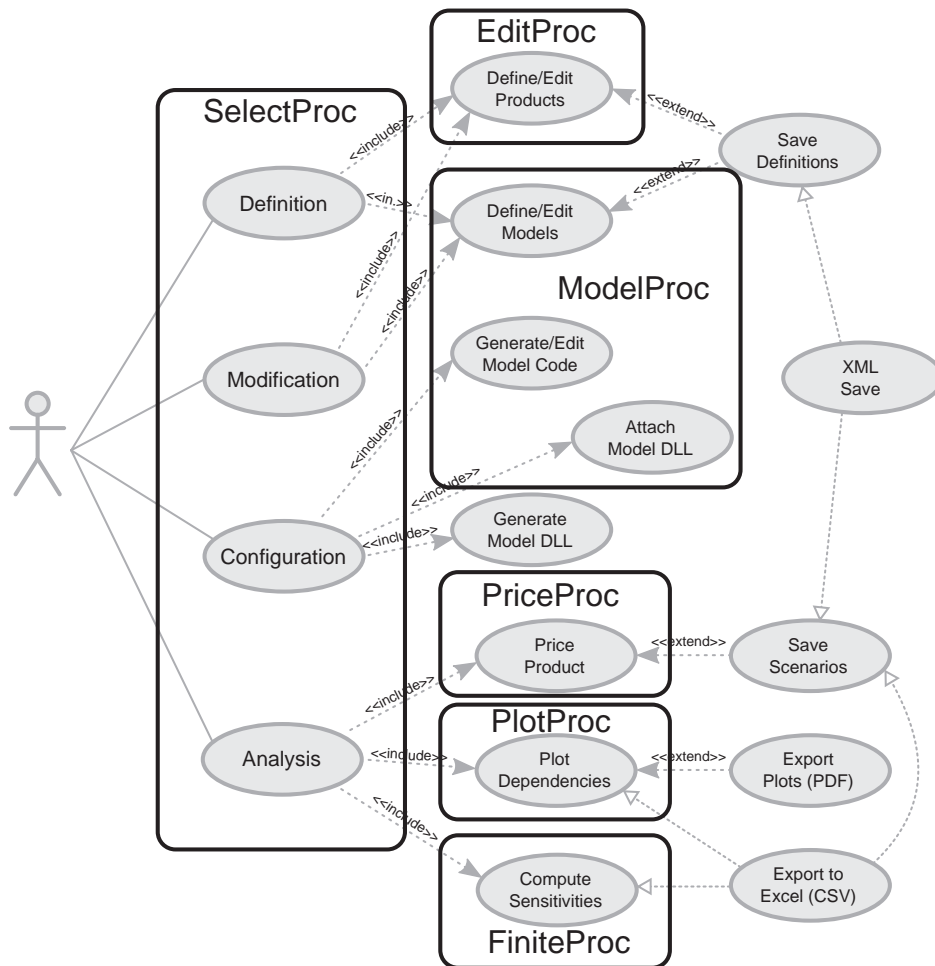 EditProc
Define/Edit
Products
<<extend>>
Save
Definitions
SelectProc
<<include>>
Definition
<<in.>>
<<extend>>
Define/Edit
Models
<<include>>
<<include>>
ModelProc
Modification
Generate/Edit
Model Code
XML
Save
<<include>>
Attach
Model DLL
<<include>>
Configuration
<<include>>
Generate
Model DLL
PriceProc
Price
Product
<<extend>>
Save
Scenarios
<<include>>
PlotProc
Analysis
<<include>>
Plot
Dependencies
<<extend>>
Export
Plots (PDF)
<<include>>
Compute
Sensitivities
Export to
Excel (CSV)
FiniteProc